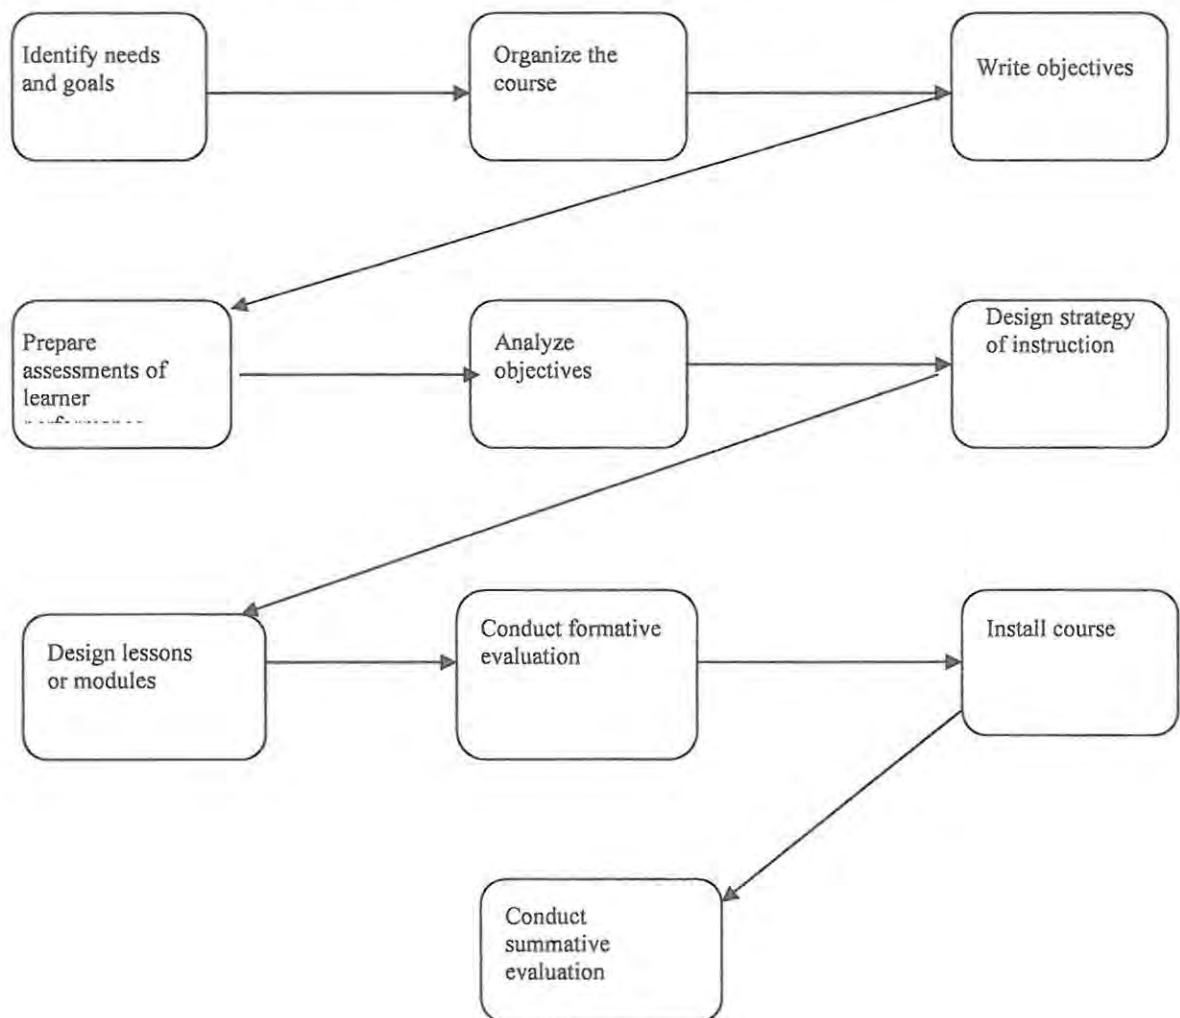 Identify needs
and goals
Organize the
course
Write objectives
Prepare
assessments of
learner
Analyze
objectives
Design strategy
of instruction
Design lessons
or modules
Conduct formative
evaluation
Install course
Conduct
summative
evaluation